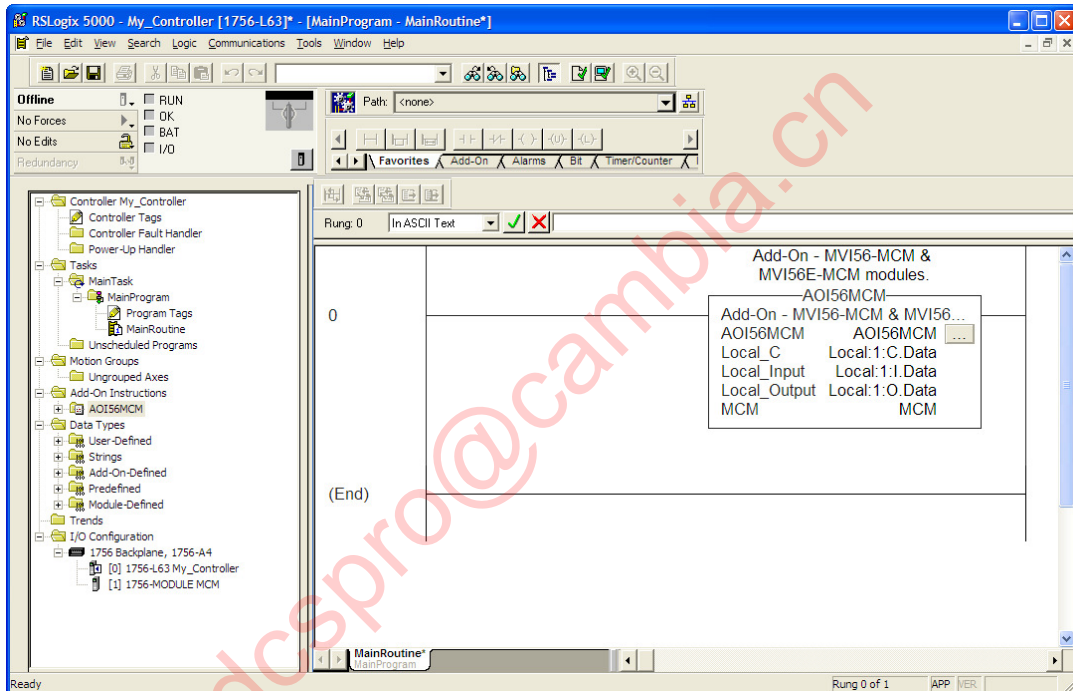 RSLogix 5000 - My_Controller [1756-L63]* - [MainProgram - MainRoutine*]
File Edit View Search Logic Communications Tools Window Help
Offline
RUN
No Forces
OK
BAT
No Edits
I/O
Redundancy
Path: <none>
Favorites Add-On Alarms Bit Timer/Counter
Controller My_Controller
Controller Tags
Controller Fault Handler
Power-Up Handler
Tasks
MainTask
MainProgram
Program Tags
MainRoutine
Unscheduled Programs
Motion Groups
Ungrouped Axes
Add-On Instructions
AOI56MCM
Data Types
User-Defined
Strings
Add-On-Defined
Predefined
Module-Defined
Trends
I/O Configuration
1756 Backplane, 1756-A4
[0] 1756-L63 My_Controller
[1] 1756-MODULE MCM
Rung: 0 In ASCII Text
Add-On - MVI56-MCM &
MVI56E-MCM modules.
AOI56MCM
0
Add-On - MVI56-MCM & MVI56...
AOI56MCM AOI56MCM ...
Local_C Local:1:C.Data
Local_Input Local:1:I.Data
Local_Output Local:1:O.Data
MCM MCM
(End)
MainRoutine*
MainProgram
Ready
Rung 0 of 1 APP VER
dcspro@cambia.cn